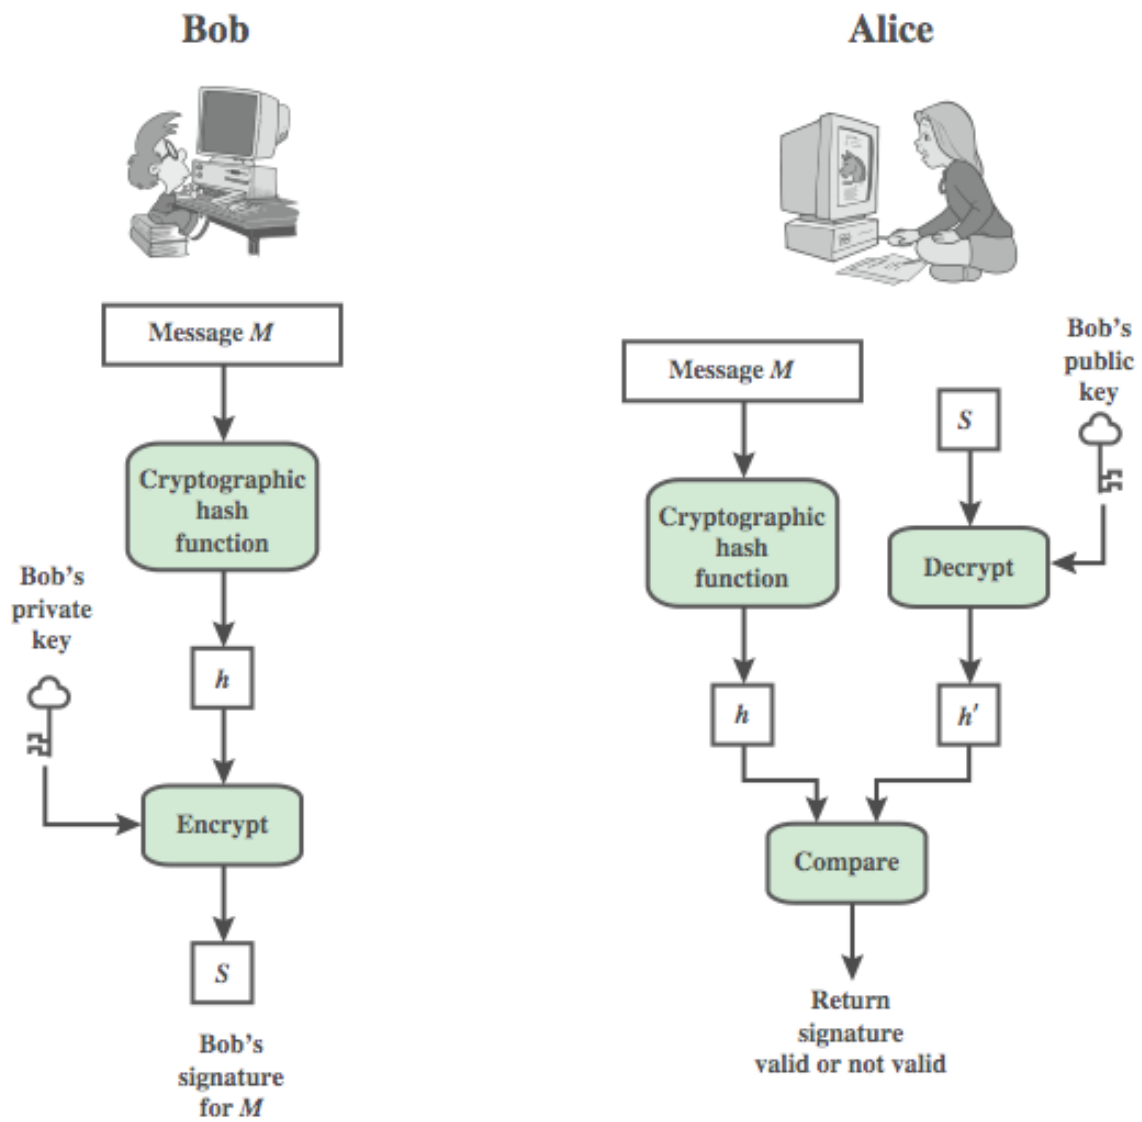 Bob
Message M
Cryptographic
hash
function
Bob's
private
key
h
Encrypt
S
Bob's
signature
for M
Alice
Message M
Bob's
public
key
S
Cryptographic
hash
function
Decrypt
h
h'
Compare
Return
signature
valid or not valid